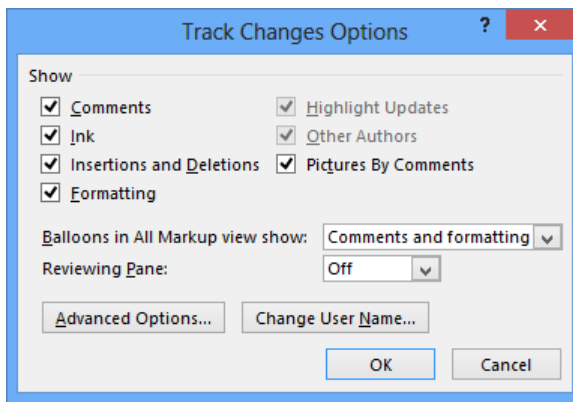 Track Changes Options ?
Show
Comments Highlight Updates
Ink Other Authors
Insertions and Deletions Pictures By Comments
Formatting
Balloons in All Markup view show: Comments and formatting
Reviewing Pane: Off
Advanced Options... Change User Name...
OK Cancel